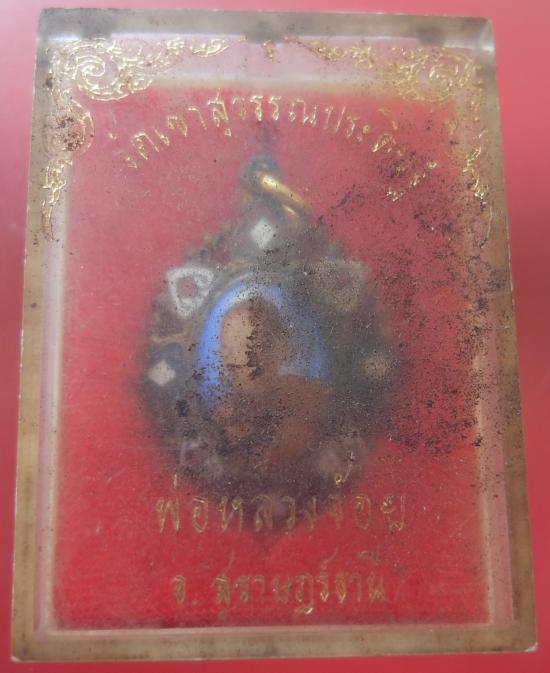 วัดเขาสุวรรณประดิษฐ์
พ่อหลวงจ้อย
จ. สุราษฎร์ธานี